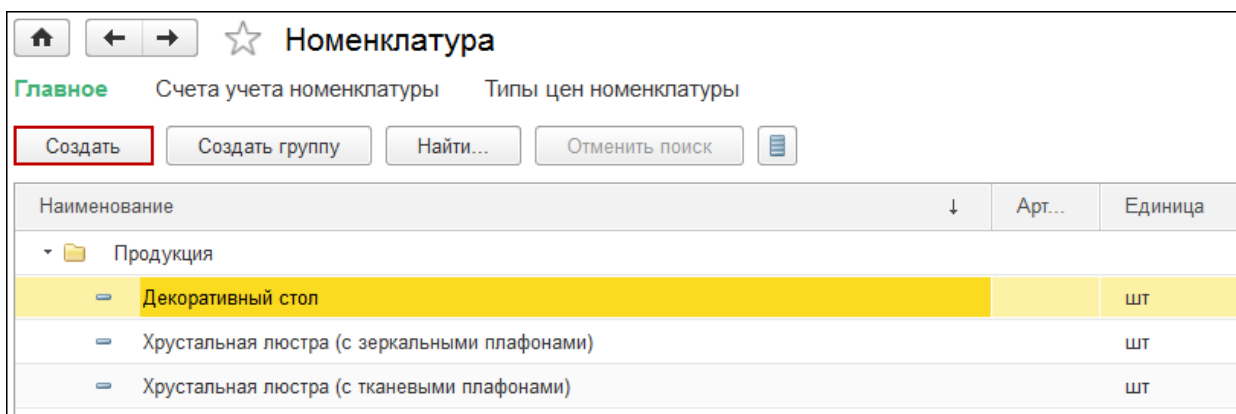 Номенклатура
Главное Счета учета номенклатуры Типы цен номенклатуры
Создать Создать группу Найти... Отменить поиск
Наименование ↓ Арт... Единица
Продукция
Декоративный стол шт
Хрустальная люстра (с зеркальными плафонами) шт
Хрустальная люстра (с тканевыми плафонами) шт